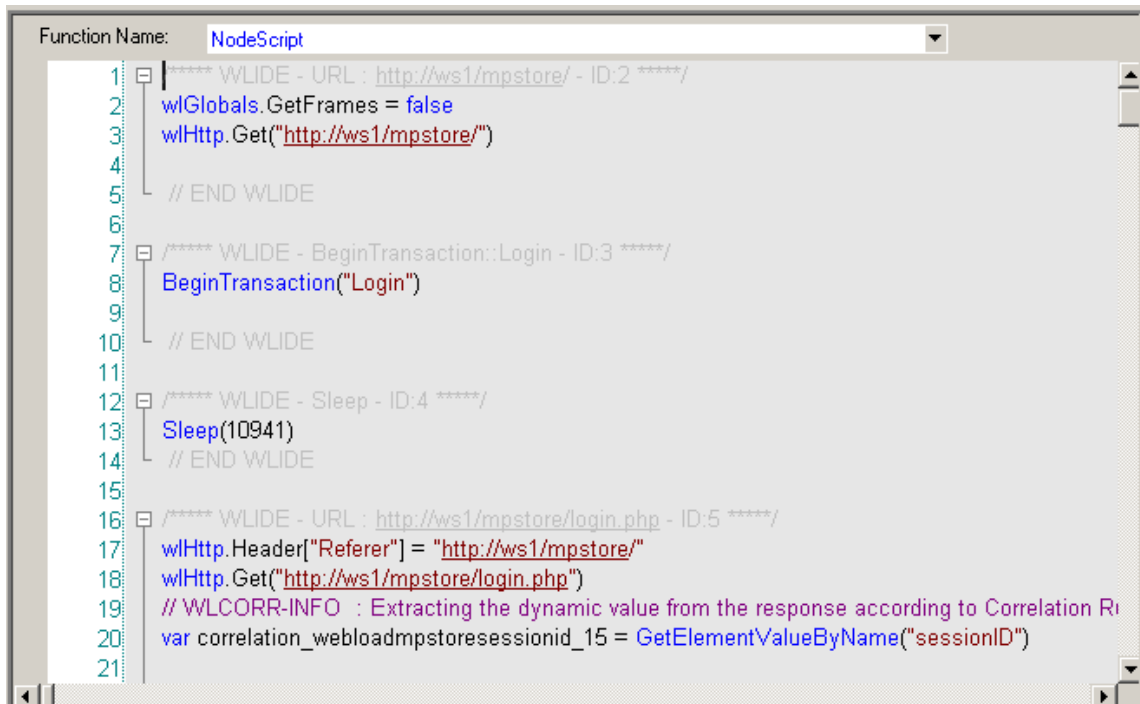 Function Name: NodeScript
1 /***** WLIDE - URL : http://ws1/mpstore/ - ID:2 *****/
2 wlGlobals.GetFrames = false
3 wlHttp.Get("http://ws1/mpstore/")
4
5 // END WLIDE
6
7 /***** WLIDE - BeginTransaction::Login - ID:3 *****/
8 BeginTransaction("Login")
9
10 // END WLIDE
11
12 /***** WLIDE - Sleep - ID:4 *****/
13 Sleep(10941)
14 // END WLIDE
15
16 /***** WLIDE - URL : http://ws1/mpstore/login.php - ID:5 *****/
17 wlHttp.Header["Referer"] = "http://ws1/mpstore/"
18 wlHttp.Get("http://ws1/mpstore/login.php")
19 // WLCORR-INFO : Extracting the dynamic value from the response according to Correlation
20 var correlation_webloadmpstoresessionid_15 = GetElementValueByName("sessionID")
21